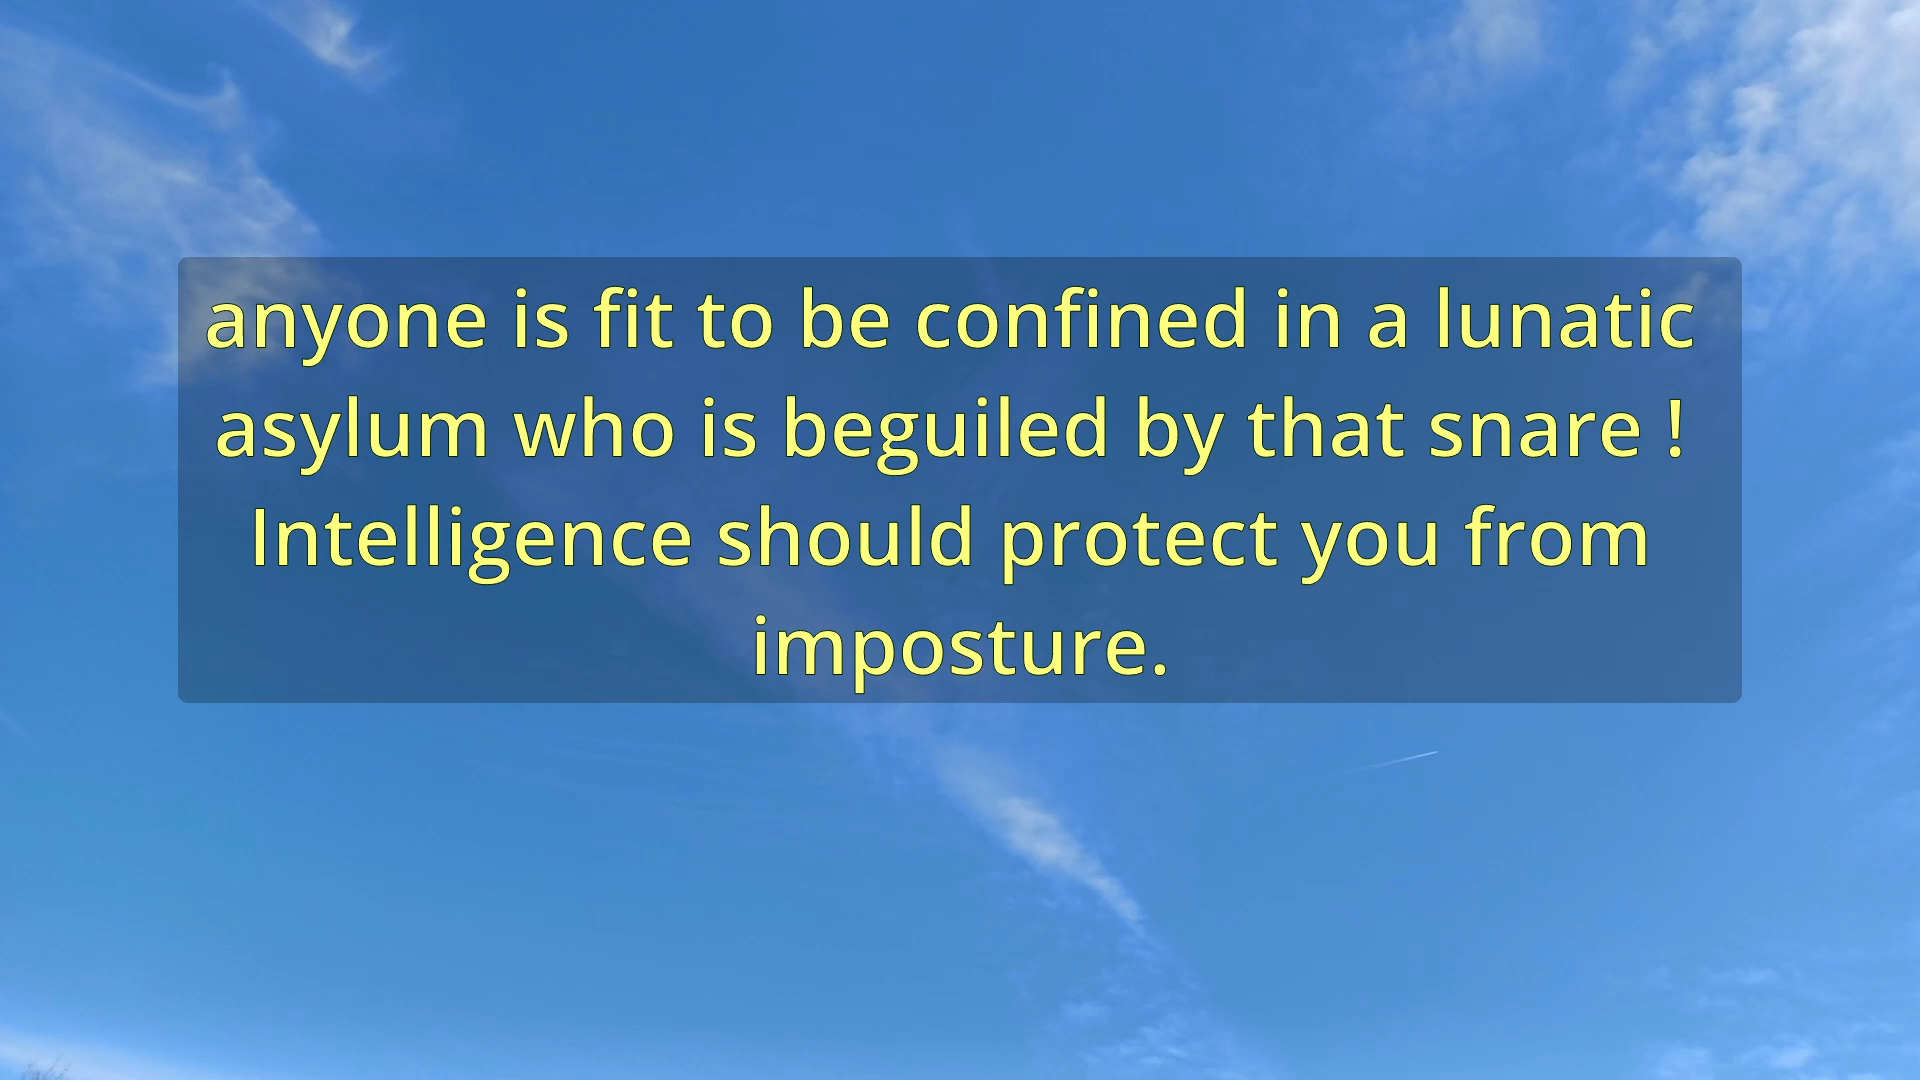 anyone is fit to be confined in a lunatic
asylum who is beguiled by that snare !
Intelligence should protect you from
imposture.